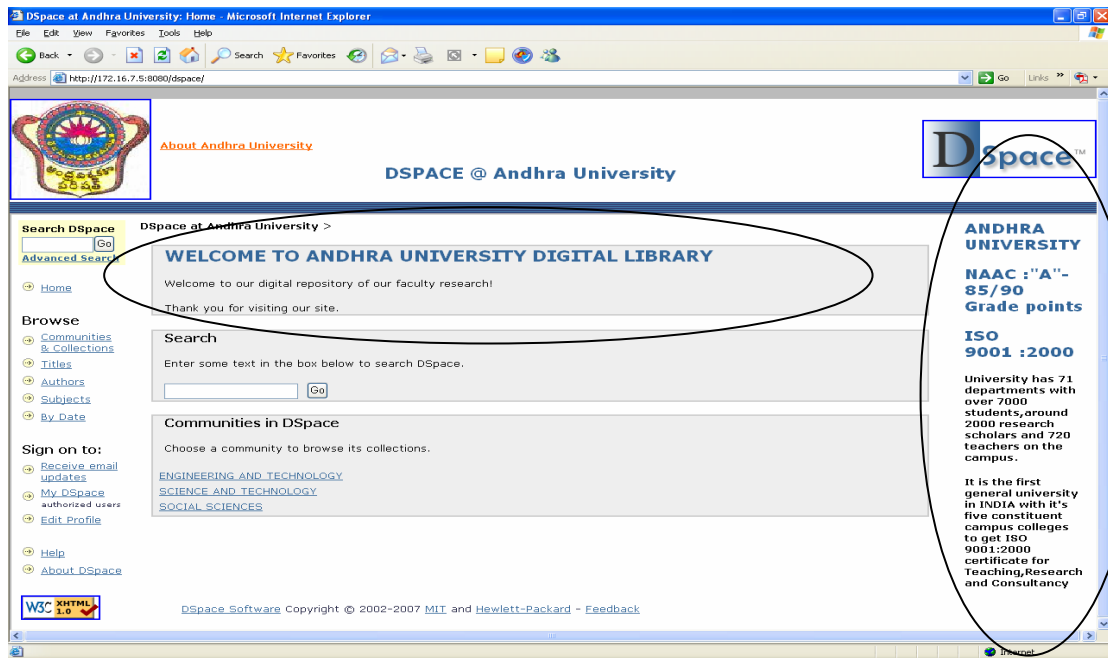 DSpace at Andhra University: Home - Microsoft Internet Explorer
File Edit View Favorites Tools Help
Back Search Favorites
Address http://172.16.7.5:8080/dspace/ Go Links »
ఆంధ్ర
పరిషత్
About Andhra University
DSPACE @ Andhra University
DSpace™
Search DSpace
Go
Advanced Search
Home
Browse
Communities
& Collections
Titles
Authors
Subjects
By Date
Sign on to:
Receive email
updates
My DSpace
authorized users
Edit Profile
Help
About DSpace
W3C XHTML
1.0
DSpace at Andhra University >
WELCOME TO ANDHRA UNIVERSITY DIGITAL LIBRARY
Welcome to our digital repository of our faculty research!
Thank you for visiting our site.
Search
Enter some text in the box below to search DSpace.
Go
Communities in DSpace
Choose a community to browse its collections.
ENGINEERING AND TECHNOLOGY
SCIENCE AND TECHNOLOGY
SOCIAL SCIENCES
DSpace Software Copyright © 2002-2007 MIT and Hewlett-Packard - Feedback
ANDHRA
UNIVERSITY
NAAC :"A"-
85/90
Grade points
ISO
9001 :2000
University has 71
departments with
over 7000
students,around
2000 research
scholars and 720
teachers on the
campus.
It is the first
general university
in INDIA with it's
five constituent
campus colleges
to get ISO
9001:2000
certificate for
Teaching,Research
and Consultancy
Internet